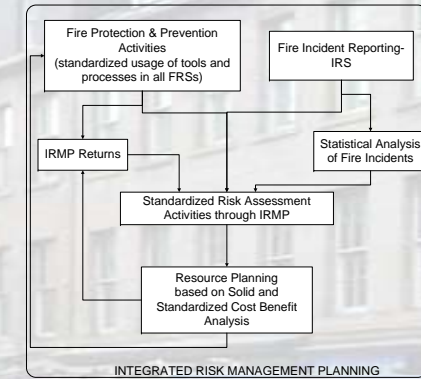 Fire Protection & Prevention
Activities
(standardized usage of tools and
processes in all FRSs)
Fire Incident Reporting-
IRS
IRMP Returns
Statistical Analysis
of Fire Incidents
Standardized Risk Assessment
Activities through IRMP
Resource Planning
based on Solid and
Standardized Cost Benefit
Analysis
INTEGRATED RISK MANAGEMENT PLANNING